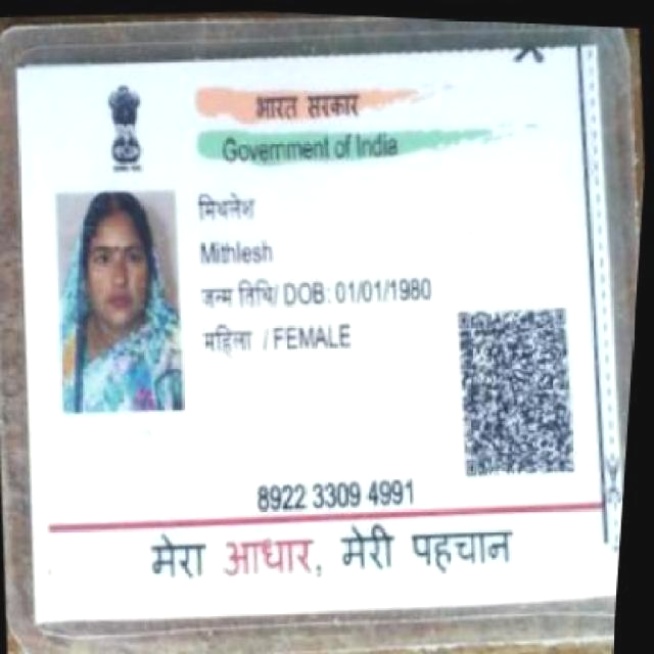 भारत सरकार
Government of India
मिथलेश
Mithlesh
जन्म तिथि/ DOB: 01/01/1980
महिला / FEMALE
8922 3309 4991
मेरा आधार, मेरी पहचान